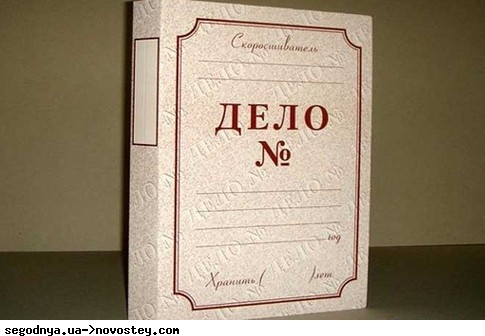 Скоросшиватель
ДЕЛО
№
год
Хранить ( )лет
segodnya.ua->novostey.com